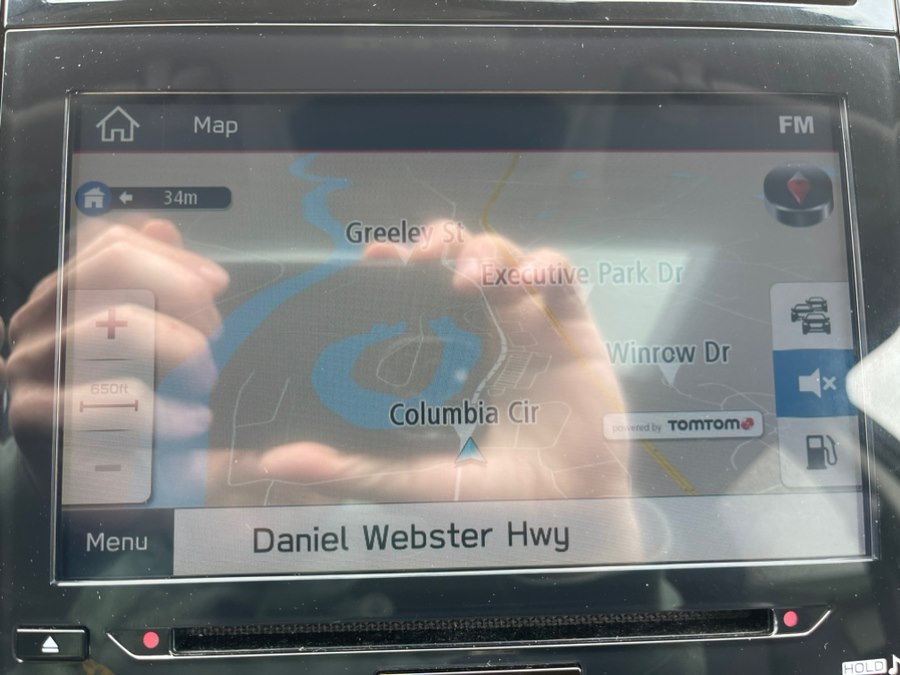 Map
FM
34m
Greeley St
Executive Park Dr
650ft
Winrow Dr
Columbia Cir
powered by TOMTOM
Menu
Daniel Webster Hwy
HOLD